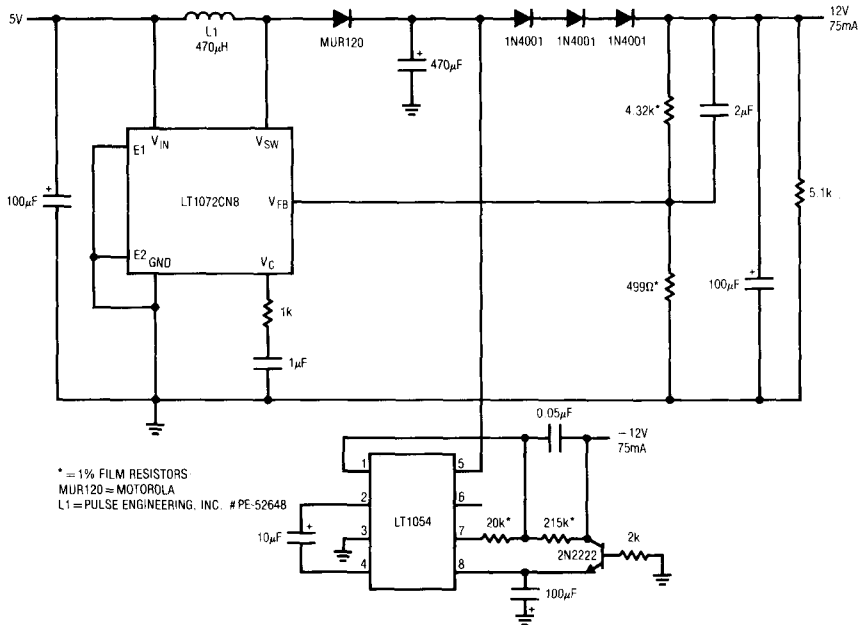 5V
L1
470µH
MUR120
470µF
1N4001
1N4001
1N4001
12V
75mA
4.32k*
2µF
5.1k
100µF
E1
VIN
VSW
LT1072CN8
VFB
E2
GND
VC
1k
1µF
499Ω*
100µF
* = 1% FILM RESISTORS
MUR120 = MOTOROLA
L1 = PULSE ENGINEERING, INC. #PE-52648
0.05µF
-12V
75mA
1
2
3
4
LT1054
5
6
7
8
10µF
20k*
215k*
2N2222
2k
100µF